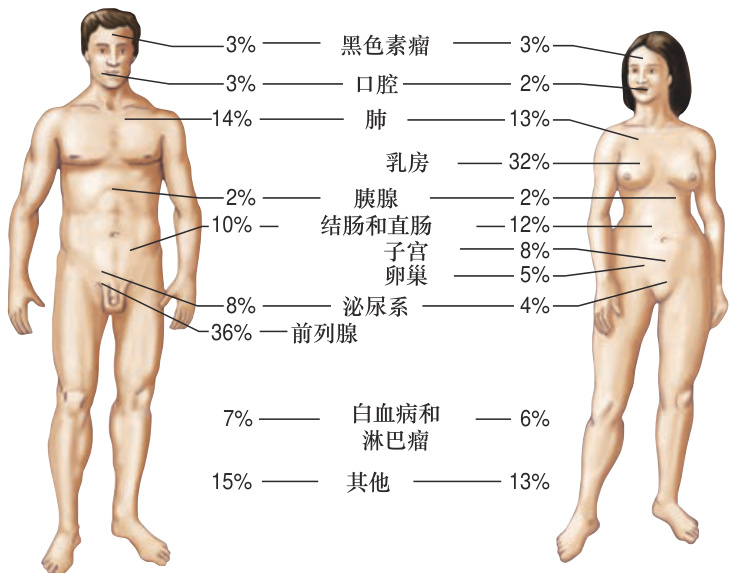 3% 黑色素瘤 3%
3% 口腔 2%
14% 肺 13%
乳房 32%
2% 胰腺 2%
10% 结肠和直肠 12%
子宫 8%
卵巢 5%
8% 泌尿系 4%
36% 前列腺
7% 白血病和 6%
淋巴瘤
15% 其他 13%